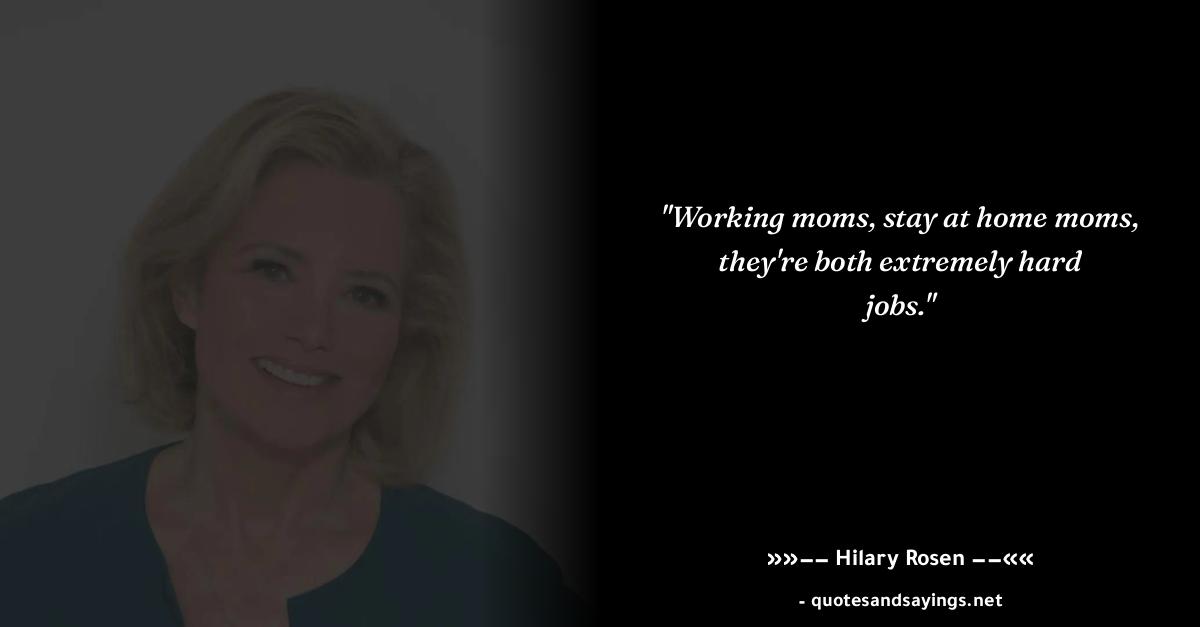 "Working moms, stay at home moms,
they're both extremely hard
jobs."
»»–– Hilary Rosen ––««
- quotesandsayings.net